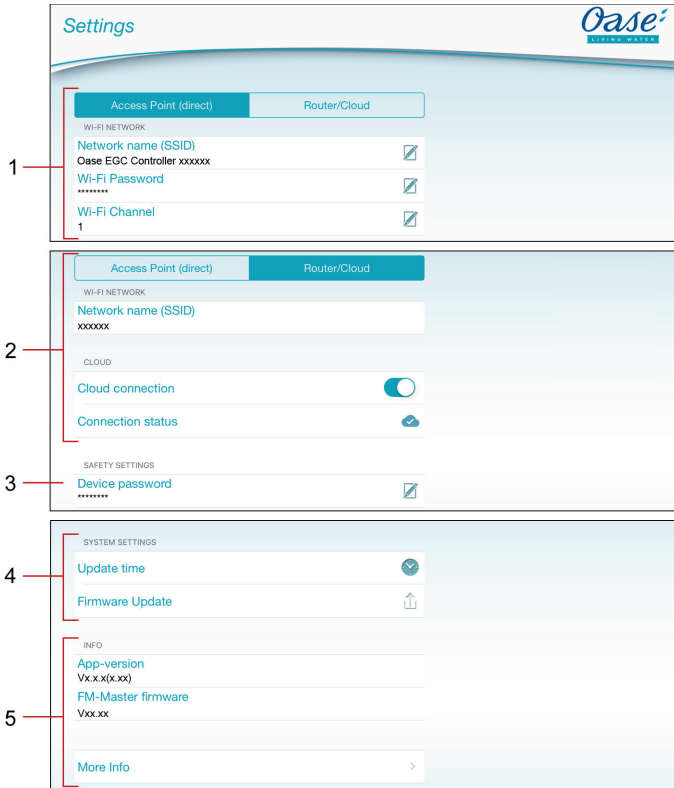 Settings
Oase
LIVING WATER
1
Access Point (direct)
Router/Cloud
WI-FI NETWORK
Network name (SSID)
Oase EGC Controller xxxxxx
Wi-Fi Password
********
Wi-Fi Channel
1
2
Access Point (direct)
Router/Cloud
WI-FI NETWORK
Network name (SSID)
xxxxxx
CLOUD
Cloud connection
Connection status
SAFETY SETTINGS
3
Device password
********
4
SYSTEM SETTINGS
Update time
Firmware Update
5
INFO
App-version
Vx.x.x(x.xx)
FM-Master firmware
Vxx.xx
More Info